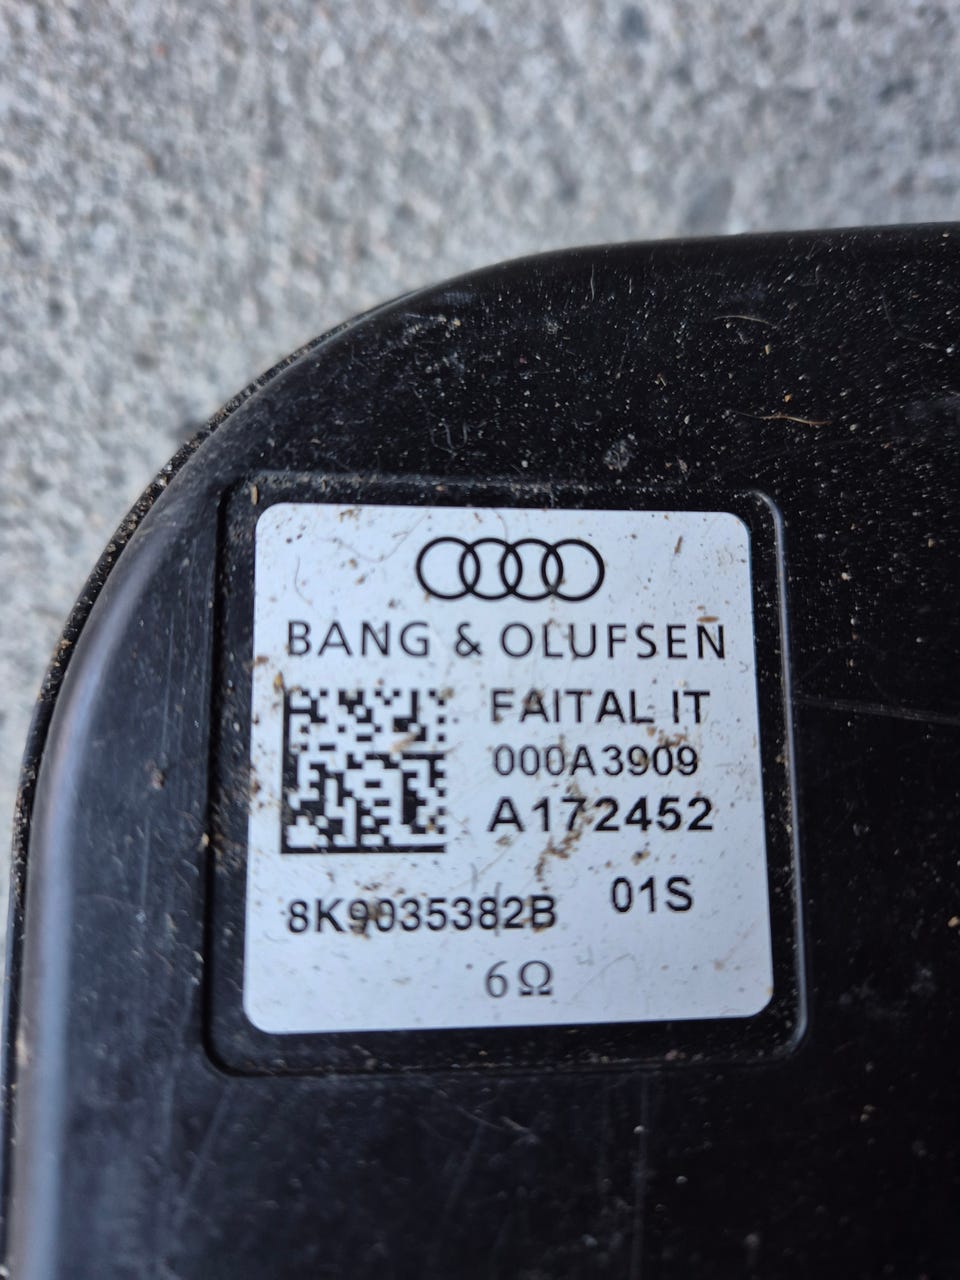 BANG & OLUFSEN
FAITAL IT
000A3909
A172452
8K9035382B 01S
6Ω